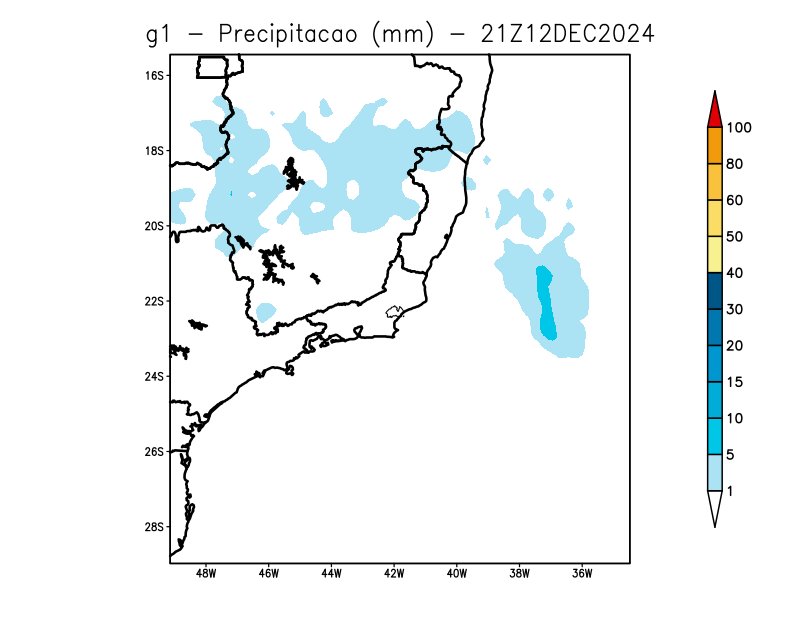 g1 – Precipitacao (mm) – 21Z12DEC2024
16S
18S
20S
22S
24S
26S
28S
48W 46W 44W 42W 40W 38W 36W
100
80
60
50
40
30
20
15
10
5
1